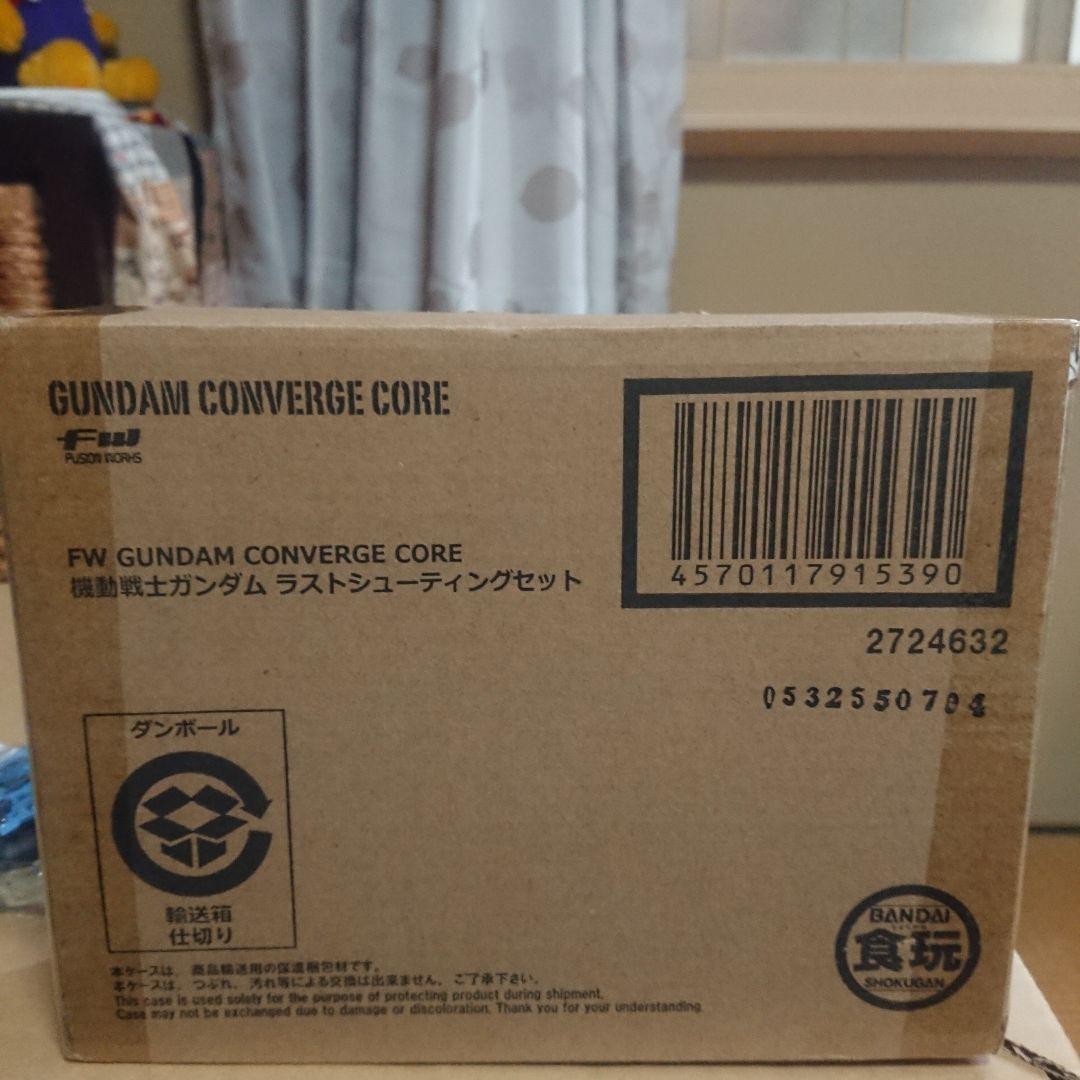 GUNDAM CONVERGE CORE
FW
FUSION WORKS
FW GUNDAM CONVERGE CORE
機動戦士ガンダム ラストシューティングセット
4570117915390
2724632
0532550704
ダンボール
輸送箱
仕切り
本ケースは、商品輸送用の保護梱包材です。
本ケースは、つぶれ、汚れ等による交換は出来ません、ご了承下さい。
This case is used solely for the purpose of protecting product during shipment.
Case may not be exchanged due to damage or discoloration. Thank you for your understanding.
BANDAI
食玩
SHOKUGAN